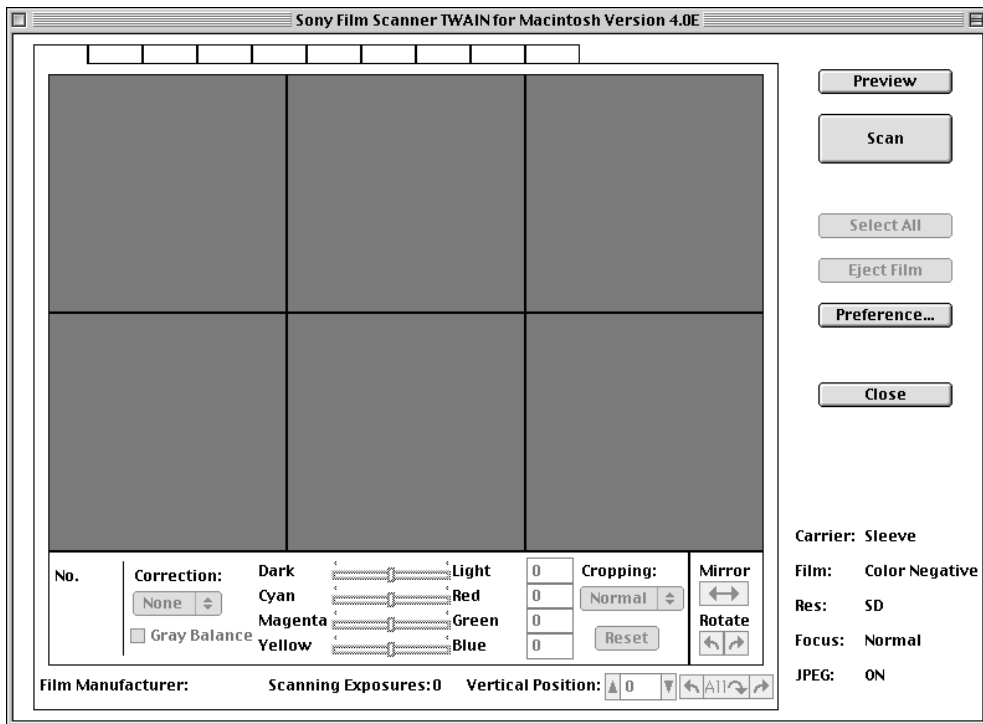 Sony Film Scanner TWAIN for Macintosh Version 4.0E
Preview
Scan
Select All
Eject Film
Preference...
Close
Carrier: Sleeve
Film: Color Negative
Res: SD
Focus: Normal
JPEG: ON
No.
Correction:
None
Gray Balance
Dark Light 0
Cyan Red 0
Magenta Green 0
Yellow Blue 0
Cropping:
Normal
Reset
Mirror
Rotate
Film Manufacturer: Scanning Exposures:0 Vertical Position: 0 All